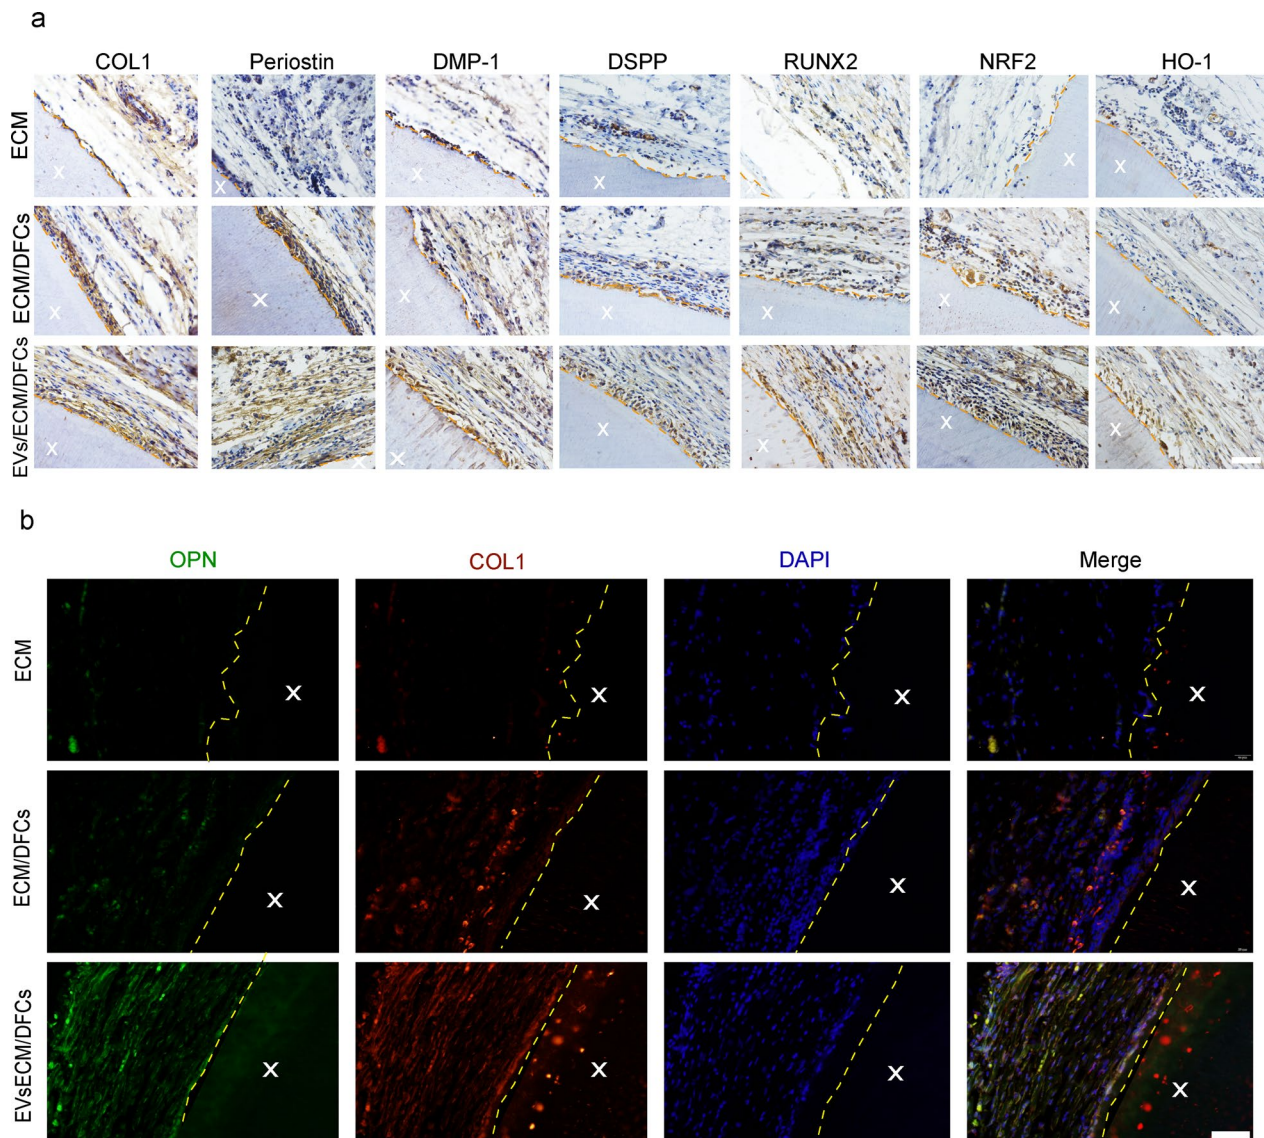 a
COL1 Periostin DMP-1 DSPP RUNX2 NRF2 HO-1
ECM
X X X X X X X
ECM/DFCs
X X X X X X X
EVs/ECM/DFCs
X X X X X X X
b
OPN COL1 DAPI Merge
ECM
X X X X
ECM/DFCs
X X X X
EVsECM/DFCs
X X X X